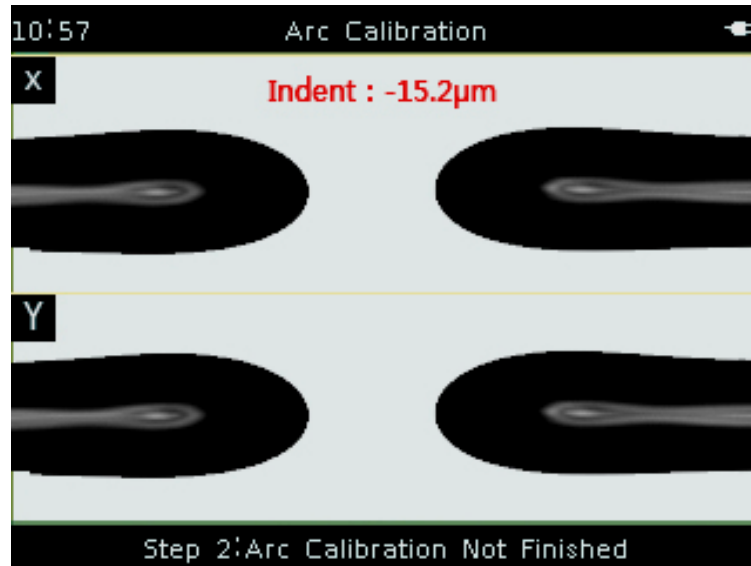 10:57 Arc Calibration
X
Indent : -15.2µm
Y
Step 2:Arc Calibration Not Finished